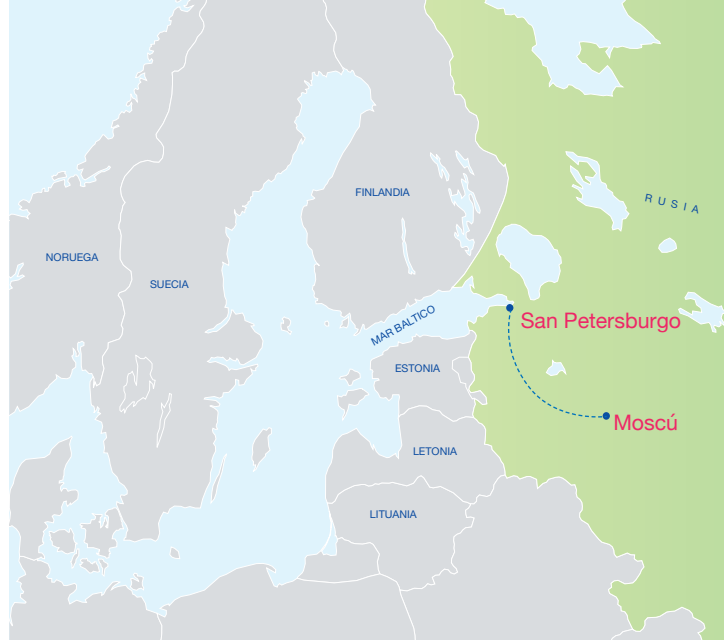 FINLANDIA
RUSIA
NORUEGA
SUECIA
MAR BALTICO
San Petersburgo
ESTONIA
Moscú
LETONIA
LITUANIA